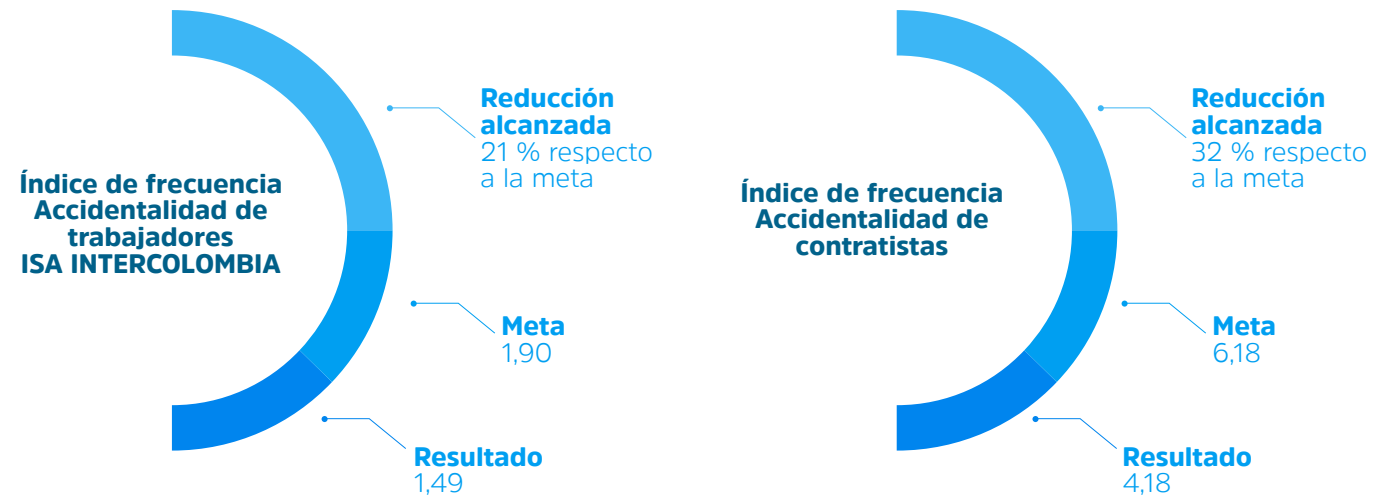 Índice de frecuencia
Accidentalidad de
trabajadores
ISA INTERCOLOMBIA
Reducción
alcanzada
21 % respecto
a la meta
Meta
1,90
Resultado
1,49
Índice de frecuencia
Accidentalidad de
contratistas
Reducción
alcanzada
32 % respecto
a la meta
Meta
6,18
Resultado
4,18